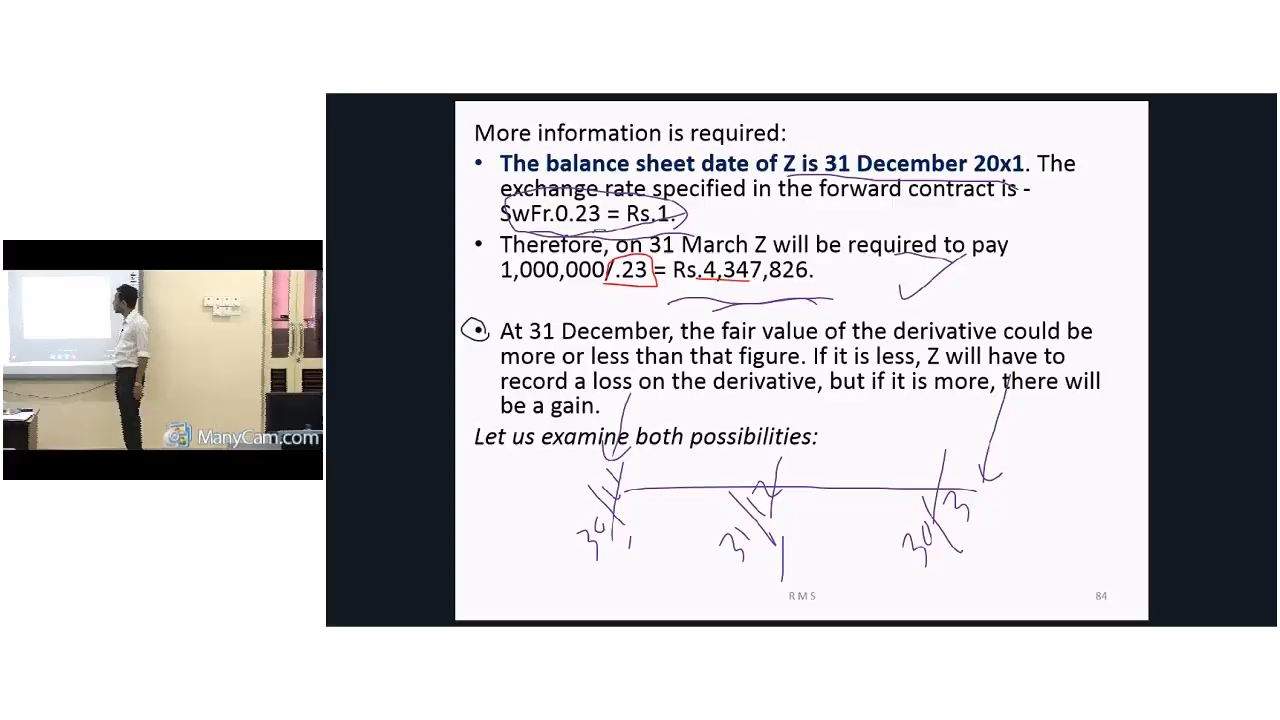 More information is required:
• The balance sheet date of Z is 31 December 20x1. The
exchange rate specified in the forward contract is -
SwFr.0.23 = Rs.1.
• Therefore, on 31 March Z will be required to pay
1,000,000/.23 = Rs.4,347,826.
• At 31 December, the fair value of the derivative could be
more or less than that figure. If it is less, Z will have to
record a loss on the derivative, but if it is more, there will
be a gain.
Let us examine both possibilities:
31 12
30 3
R M S
84
ManyCam.com